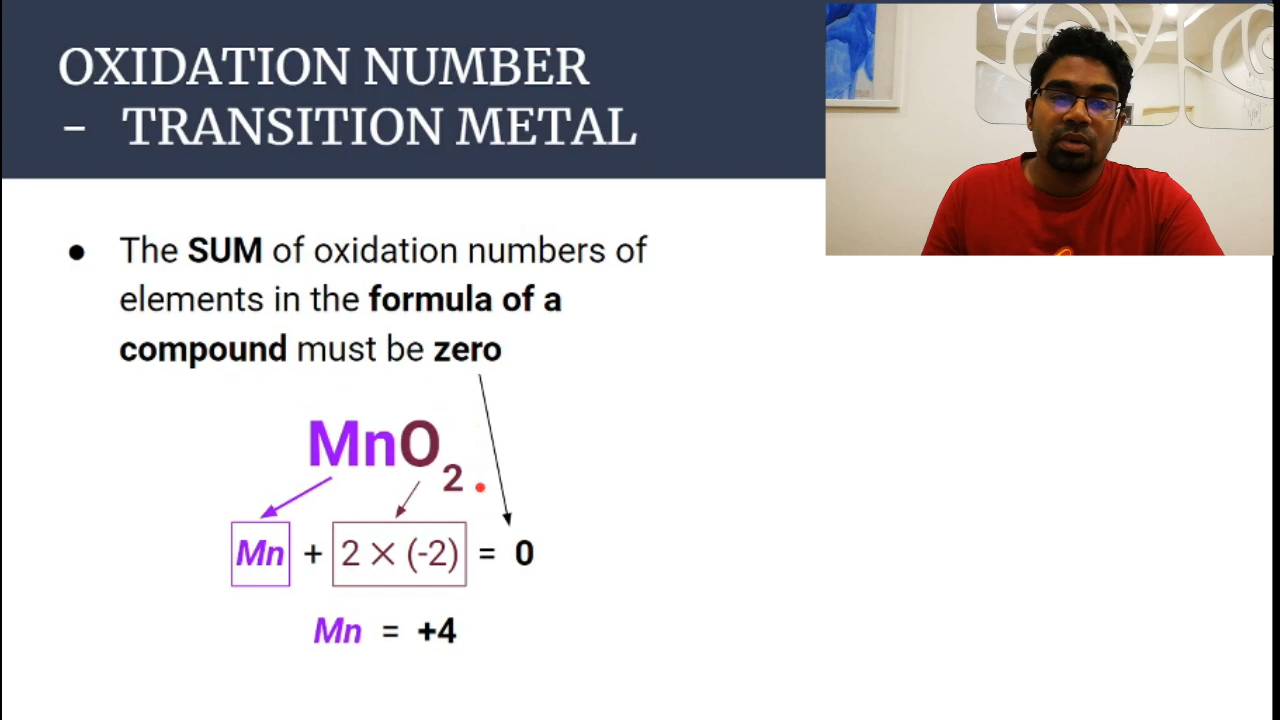 OXIDATION NUMBER
- TRANSITION METAL
● The SUM of oxidation numbers of
elements in the formula of a
compound must be zero
MnO₂
Mn + 2 × (-2) = 0
Mn = +4